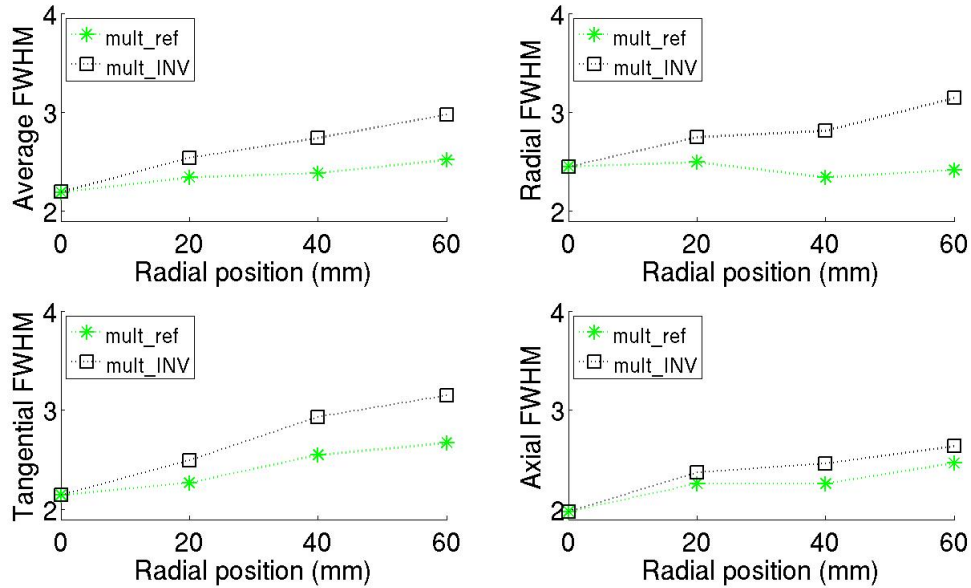 4
3
2
Average FWHM
mult_ref
mult_INV
0 20 40 60
Radial position (mm)
4
3
2
Radial FWHM
mult_ref
mult_INV
0 20 40 60
Radial position (mm)
4
3
2
Tangential FWHM
mult_ref
mult_INV
0 20 40 60
Radial position (mm)
4
3
2
Axial FWHM
mult_ref
mult_INV
0 20 40 60
Radial position (mm)